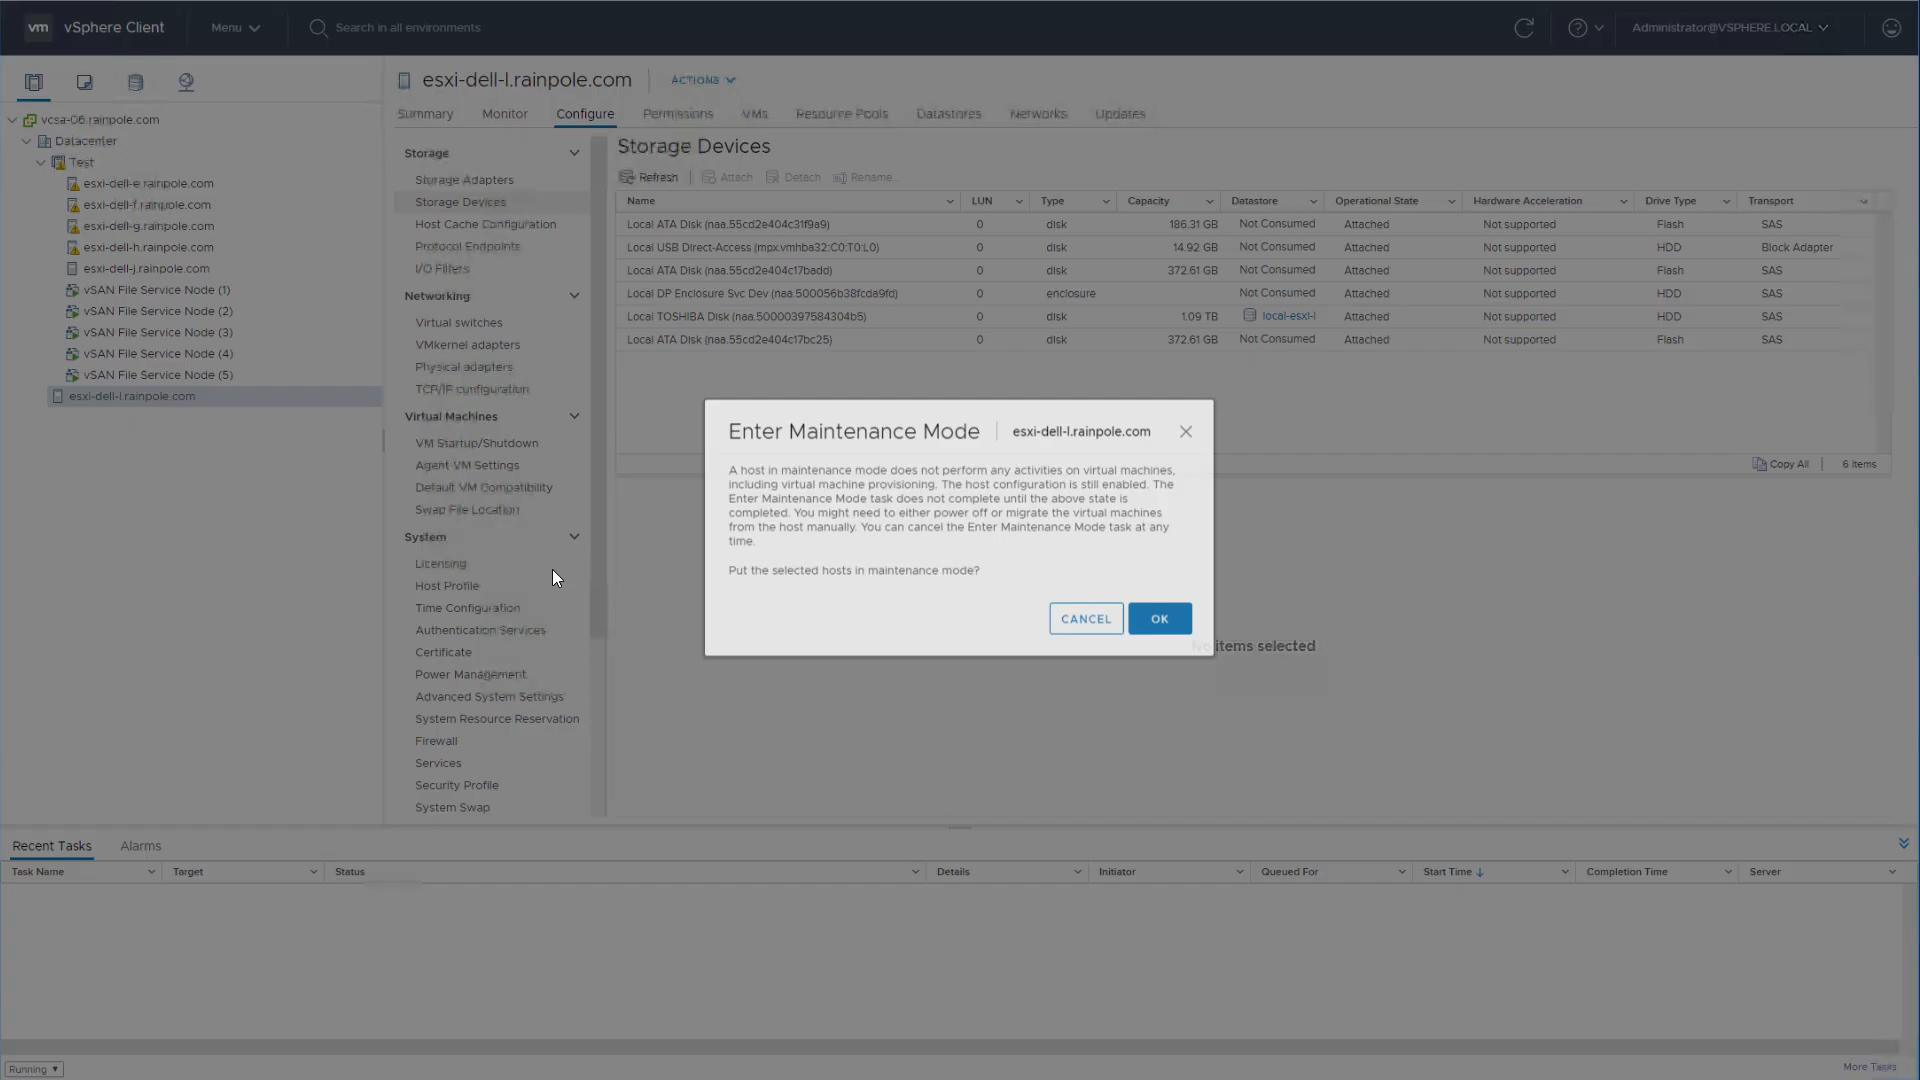 vm vSphere Client Menu Search in all environments Administrator@VSPHERE.LOCAL
esxi-dell-l.rainpole.com ACTIONS
Summary Monitor Configure Permissions VMs Resource Pools Datastores Networks Updates
vcsa-06.rainpole.com
Datacenter
Test
esxi-dell-e.rainpole.com
esxi-dell-f.rainpole.com
esxi-dell-g.rainpole.com
esxi-dell-h.rainpole.com
esxi-dell-j.rainpole.com
vSAN File Service Node (1)
vSAN File Service Node (2)
vSAN File Service Node (3)
vSAN File Service Node (4)
vSAN File Service Node (5)
esxi-dell-l.rainpole.com
Storage
Storage Adapters
Storage Devices
Host Cache Configuration
Protocol Endpoints
I/O Filters
Networking
Virtual switches
VMkernel adapters
Physical adapters
TCP/IP configuration
Virtual Machines
VM Startup/Shutdown
Agent VM Settings
Default VM Compatibility
Swap File Location
System
Licensing
Host Profile
Time Configuration
Authentication Services
Certificate
Power Management
Advanced System Settings
System Resource Reservation
Firewall
Services
Security Profile
System Swap
Storage Devices
Refresh Attach Detach Rename...
Name LUN Type Capacity Datastore Operational State Hardware Acceleration Drive Type Transport
Local ATA Disk (naa.55cd2e404c31f9a9) 0 disk 186.31 GB Not Consumed Attached Not supported Flash SAS
Local USB Direct-Access (mpx.vmhba32:C0:T0:L0) 0 disk 14.92 GB Not Consumed Attached Not supported HDD Block Adapter
Local ATA Disk (naa.55cd2e404c17badd) 0 disk 372.61 GB Not Consumed Attached Not supported Flash SAS
Local DP Enclosure Svc Dev (naa.500056b38fcda9fd) 0 enclosure Not Consumed Attached Not supported HDD SAS
Local TOSHIBA Disk (naa.50000397584304b5) 0 disk 1.09 TB local-esxi-l Attached Not supported HDD SAS
Local ATA Disk (naa.55cd2e404c17bc25) 0 disk 372.61 GB Not Consumed Attached Not supported Flash SAS
Copy All 6 items
No items selected
Enter Maintenance Mode esxi-dell-l.rainpole.com
A host in maintenance mode does not perform any activities on virtual machines,
including virtual machine provisioning. The host configuration is still enabled. The
Enter Maintenance Mode task does not complete until the above state is
completed. You might need to either power off or migrate the virtual machines
from the host manually. You can cancel the Enter Maintenance Mode task at any
time.
Put the selected hosts in maintenance mode?
CANCEL OK
Recent Tasks Alarms
Task Name Target Status Details Initiator Queued For Start Time Completion Time Server
Running More Tasks